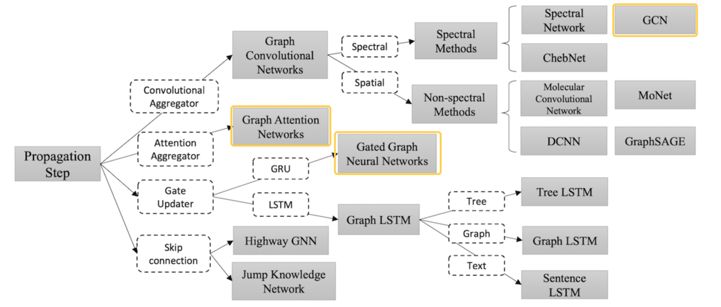 Propagation
Step
Convolutional
Aggregator
Attention
Aggregator
Gate
Updater
Skip
connection
Graph
Convolutional
Networks
Spectral
Spatial
Spectral
Methods
Non-spectral
Methods
Spectral
Network
GCN
ChebNet
Molecular
Convolutional
Network
MoNet
DCNN
GraphSAGE
Graph Attention
Networks
GRU
LSTM
Gated Graph
Neural Networks
Graph LSTM
Tree
Graph
Text
Tree LSTM
Graph LSTM
Sentence
LSTM
Highway GNN
Jump Knowledge
Network